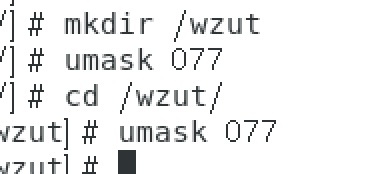 /] # mkdir /wzut
/] # umask 077
/] # cd /wzut/
wzut] # umask 077
wzut] #